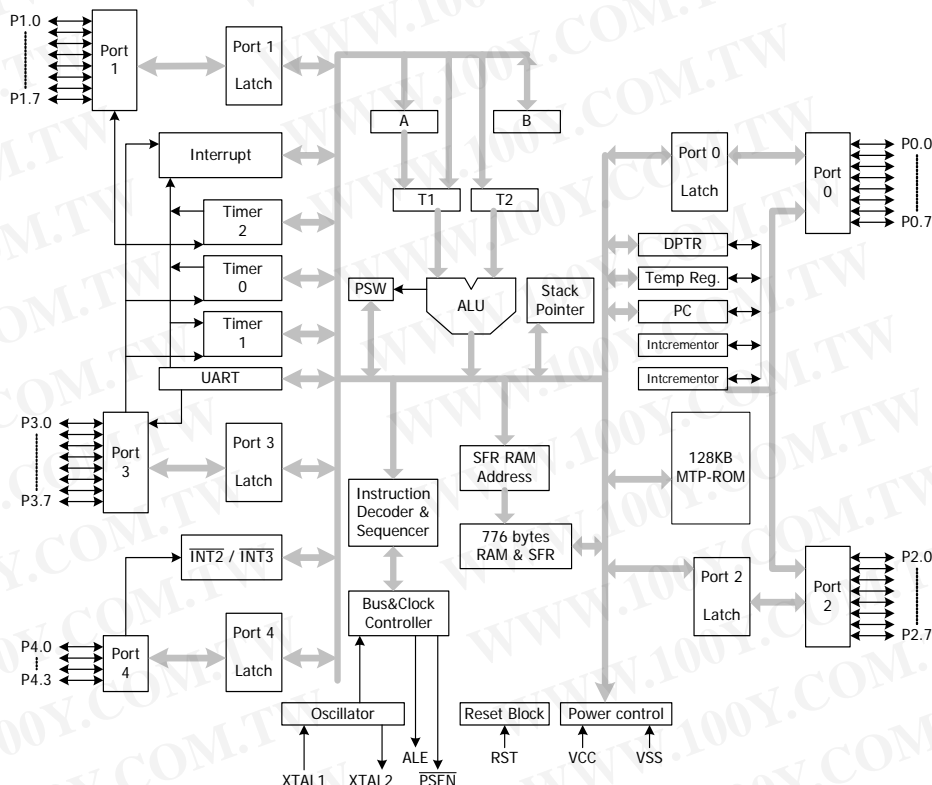 P1.0
P1.7
Port
1
Port 1
Latch
A
B
Interrupt
Port 0
Latch
Port
0
P0.0
P0.7
T1
T2
Timer
2
DPTR
Timer
0
Temp Reg.
PSW
ALU
Stack
Pointer
PC
Timer
1
Intcrementor
UART
Intcrementor
P3.0
P3.7
Port
3
Port 3
Latch
SFR RAM
Address
128KB
MTP-ROM
Instruction
Decoder &
Sequencer
776 bytes
RAM & SFR
INT2 / INT3
P2.0
P2.7
Port 2
Latch
Port
2
Bus&Clock
Controller
P4.0
P4.3
Port
4
Port 4
Latch
Oscillator
Reset Block
Power control
XTAL1
XTAL2
ALE
PSEN
RST
VCC
VSS
WWW.100Y.COM.TW